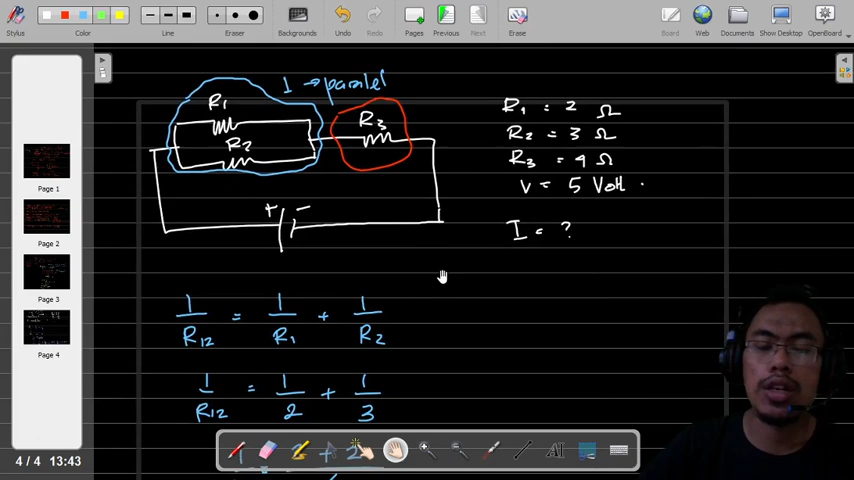 Stylus
Color
Line
Eraser
Backgrounds
Undo
Redo
Pages
Previous
Next
Erase
Board
Web
Documents
Show Desktop
OpenBoard
1 → paralel
R1
R2
R3
+ −
R1 = 2 Ω
R2 = 3 Ω
R3 = 4 Ω
V = 5 Volt
I = ?
1/R12 = 1/R1 + 1/R2
1/R12 = 1/2 + 1/3
Page 1
Page 2
Page 3
Page 4
4 / 4 13:43
AI